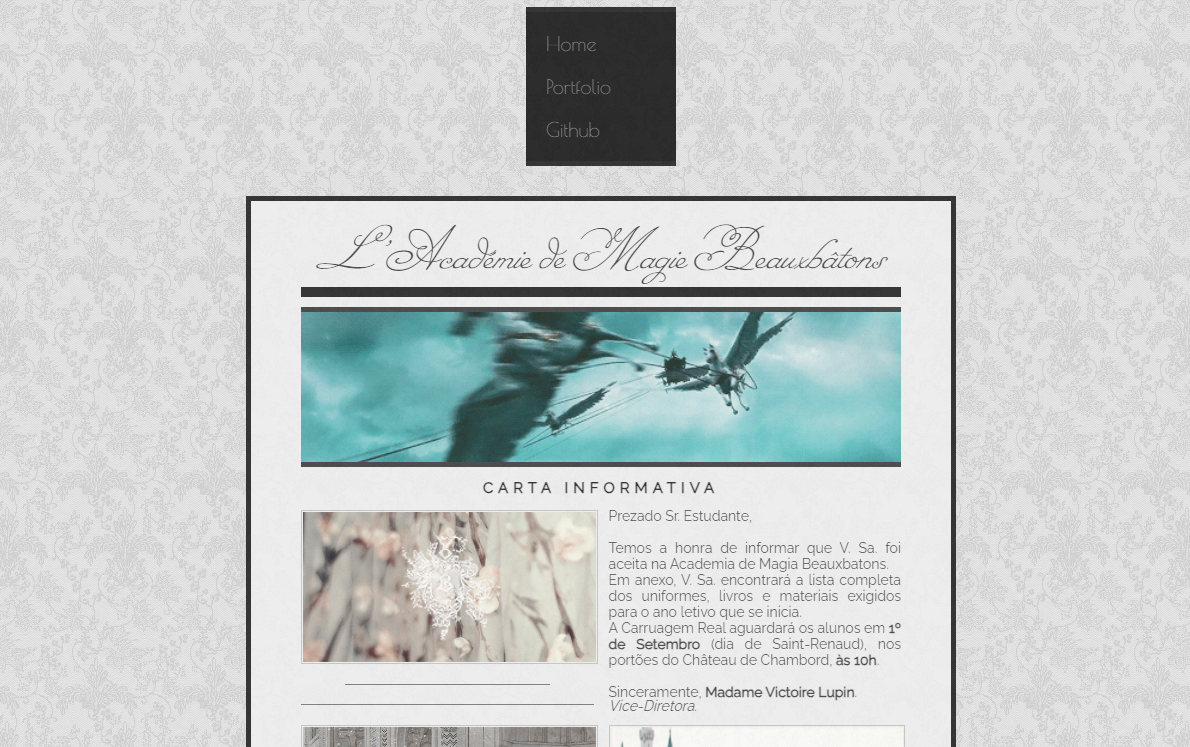 Home
Portfolio
Github
L'Académie de Magie Beauxbâtons
CARTA INFORMATIVA
Prezado Sr. Estudante,
Temos a honra de informar que V. Sa. foi
aceita na Academia de Magia Beauxbatons.
Em anexo, V. Sa. encontrará a lista completa
dos uniformes, livros e materiais exigidos
para o ano letivo que se inicia.
A Carruagem Real aguardará os alunos em 1º
de Setembro (dia de Saint-Renaud), nos
portões do Château de Chambord, às 10h.
Sinceramente, Madame Victoire Lupin.
Vice-Diretora.